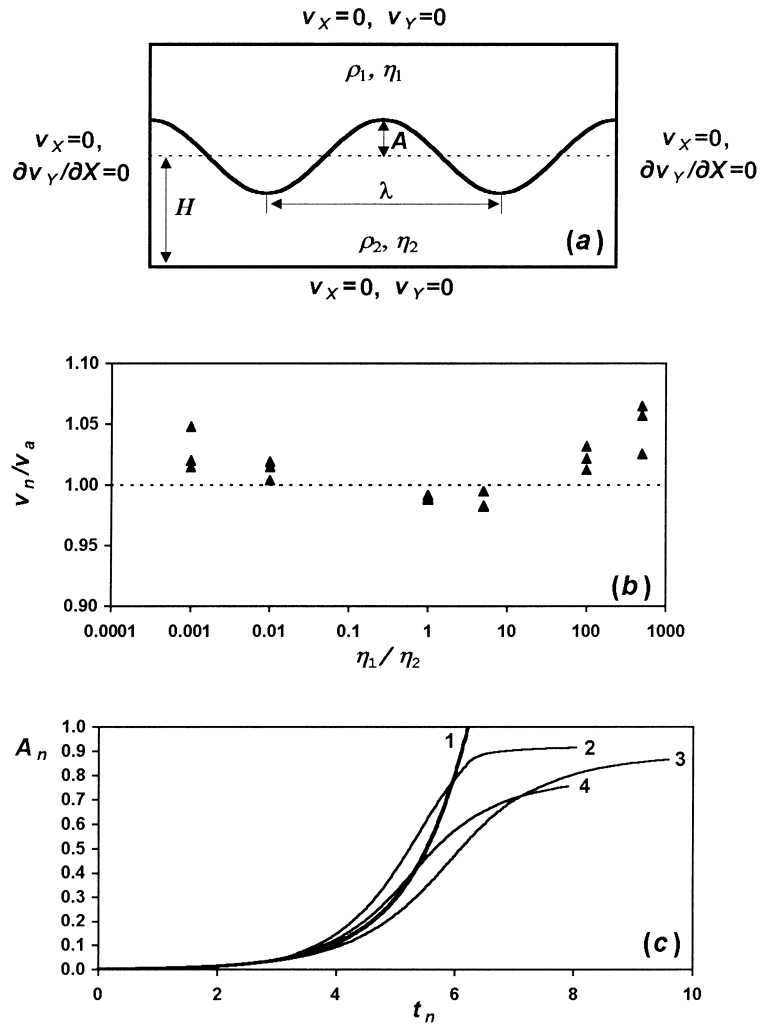 v_X=0, v_Y=0
ρ₁, η₁
A
v_X=0,
∂v_Y/∂X=0
v_X=0,
∂v_Y/∂X=0
H
λ
ρ₂, η₂
(a)
v_X=0, v_Y=0
1.10
1.05
1.00
0.95
0.90
v_n/v_a
(b)
0.0001 0.001 0.01 0.1 1 10 100 1000
η₁/η₂
A_n
1.0
0.9
0.8
0.7
0.6
0.5
0.4
0.3
0.2
0.1
0.0
1
2
3
4
(c)
0 2 4 6 8 10
t_n